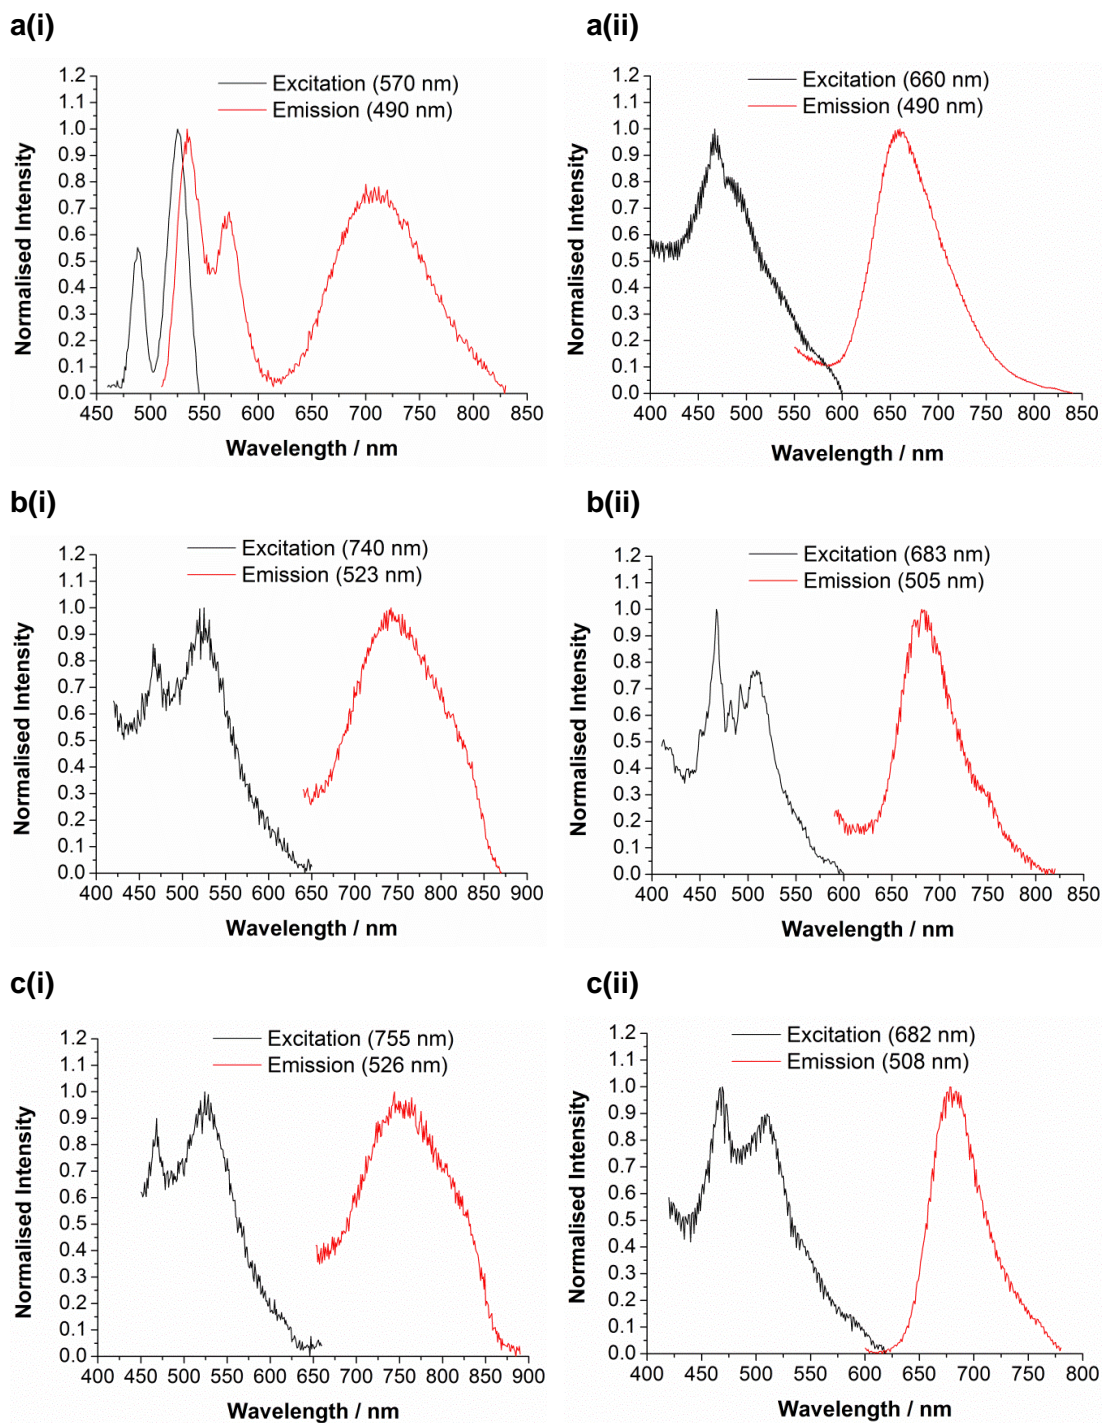 a(i)
a(ii)
Excitation (570 nm)
Emission (490 nm)
Normalised Intensity
1.2
1.1
1.0
0.9
0.8
0.7
0.6
0.5
0.4
0.3
0.2
0.1
0.0
450 500 550 600 650 700 750 800 850
Wavelength / nm
Excitation (660 nm)
Emission (490 nm)
Normalised Intensity
1.2
1.1
1.0
0.9
0.8
0.7
0.6
0.5
0.4
0.3
0.2
0.1
0.0
400 450 500 550 600 650 700 750 800 850
Wavelength / nm
b(i)
b(ii)
Excitation (740 nm)
Emission (523 nm)
Normalised Intensity
1.2
1.1
1.0
0.9
0.8
0.7
0.6
0.5
0.4
0.3
0.2
0.1
0.0
400 450 500 550 600 650 700 750 800 850 900
Wavelength / nm
Excitation (683 nm)
Emission (505 nm)
Normalised Intensity
1.2
1.1
1.0
0.9
0.8
0.7
0.6
0.5
0.4
0.3
0.2
0.1
0.0
400 450 500 550 600 650 700 750 800 850
Wavelength / nm
c(i)
c(ii)
Excitation (755 nm)
Emission (526 nm)
Normalised Intensity
1.2
1.1
1.0
0.9
0.8
0.7
0.6
0.5
0.4
0.3
0.2
0.1
0.0
400 450 500 550 600 650 700 750 800 850 900
Wavelength / nm
Excitation (682 nm)
Emission (508 nm)
Normalised Intensity
1.2
1.1
1.0
0.9
0.8
0.7
0.6
0.5
0.4
0.3
0.2
0.1
0.0
400 450 500 550 600 650 700 750 800
Wavelength / nm